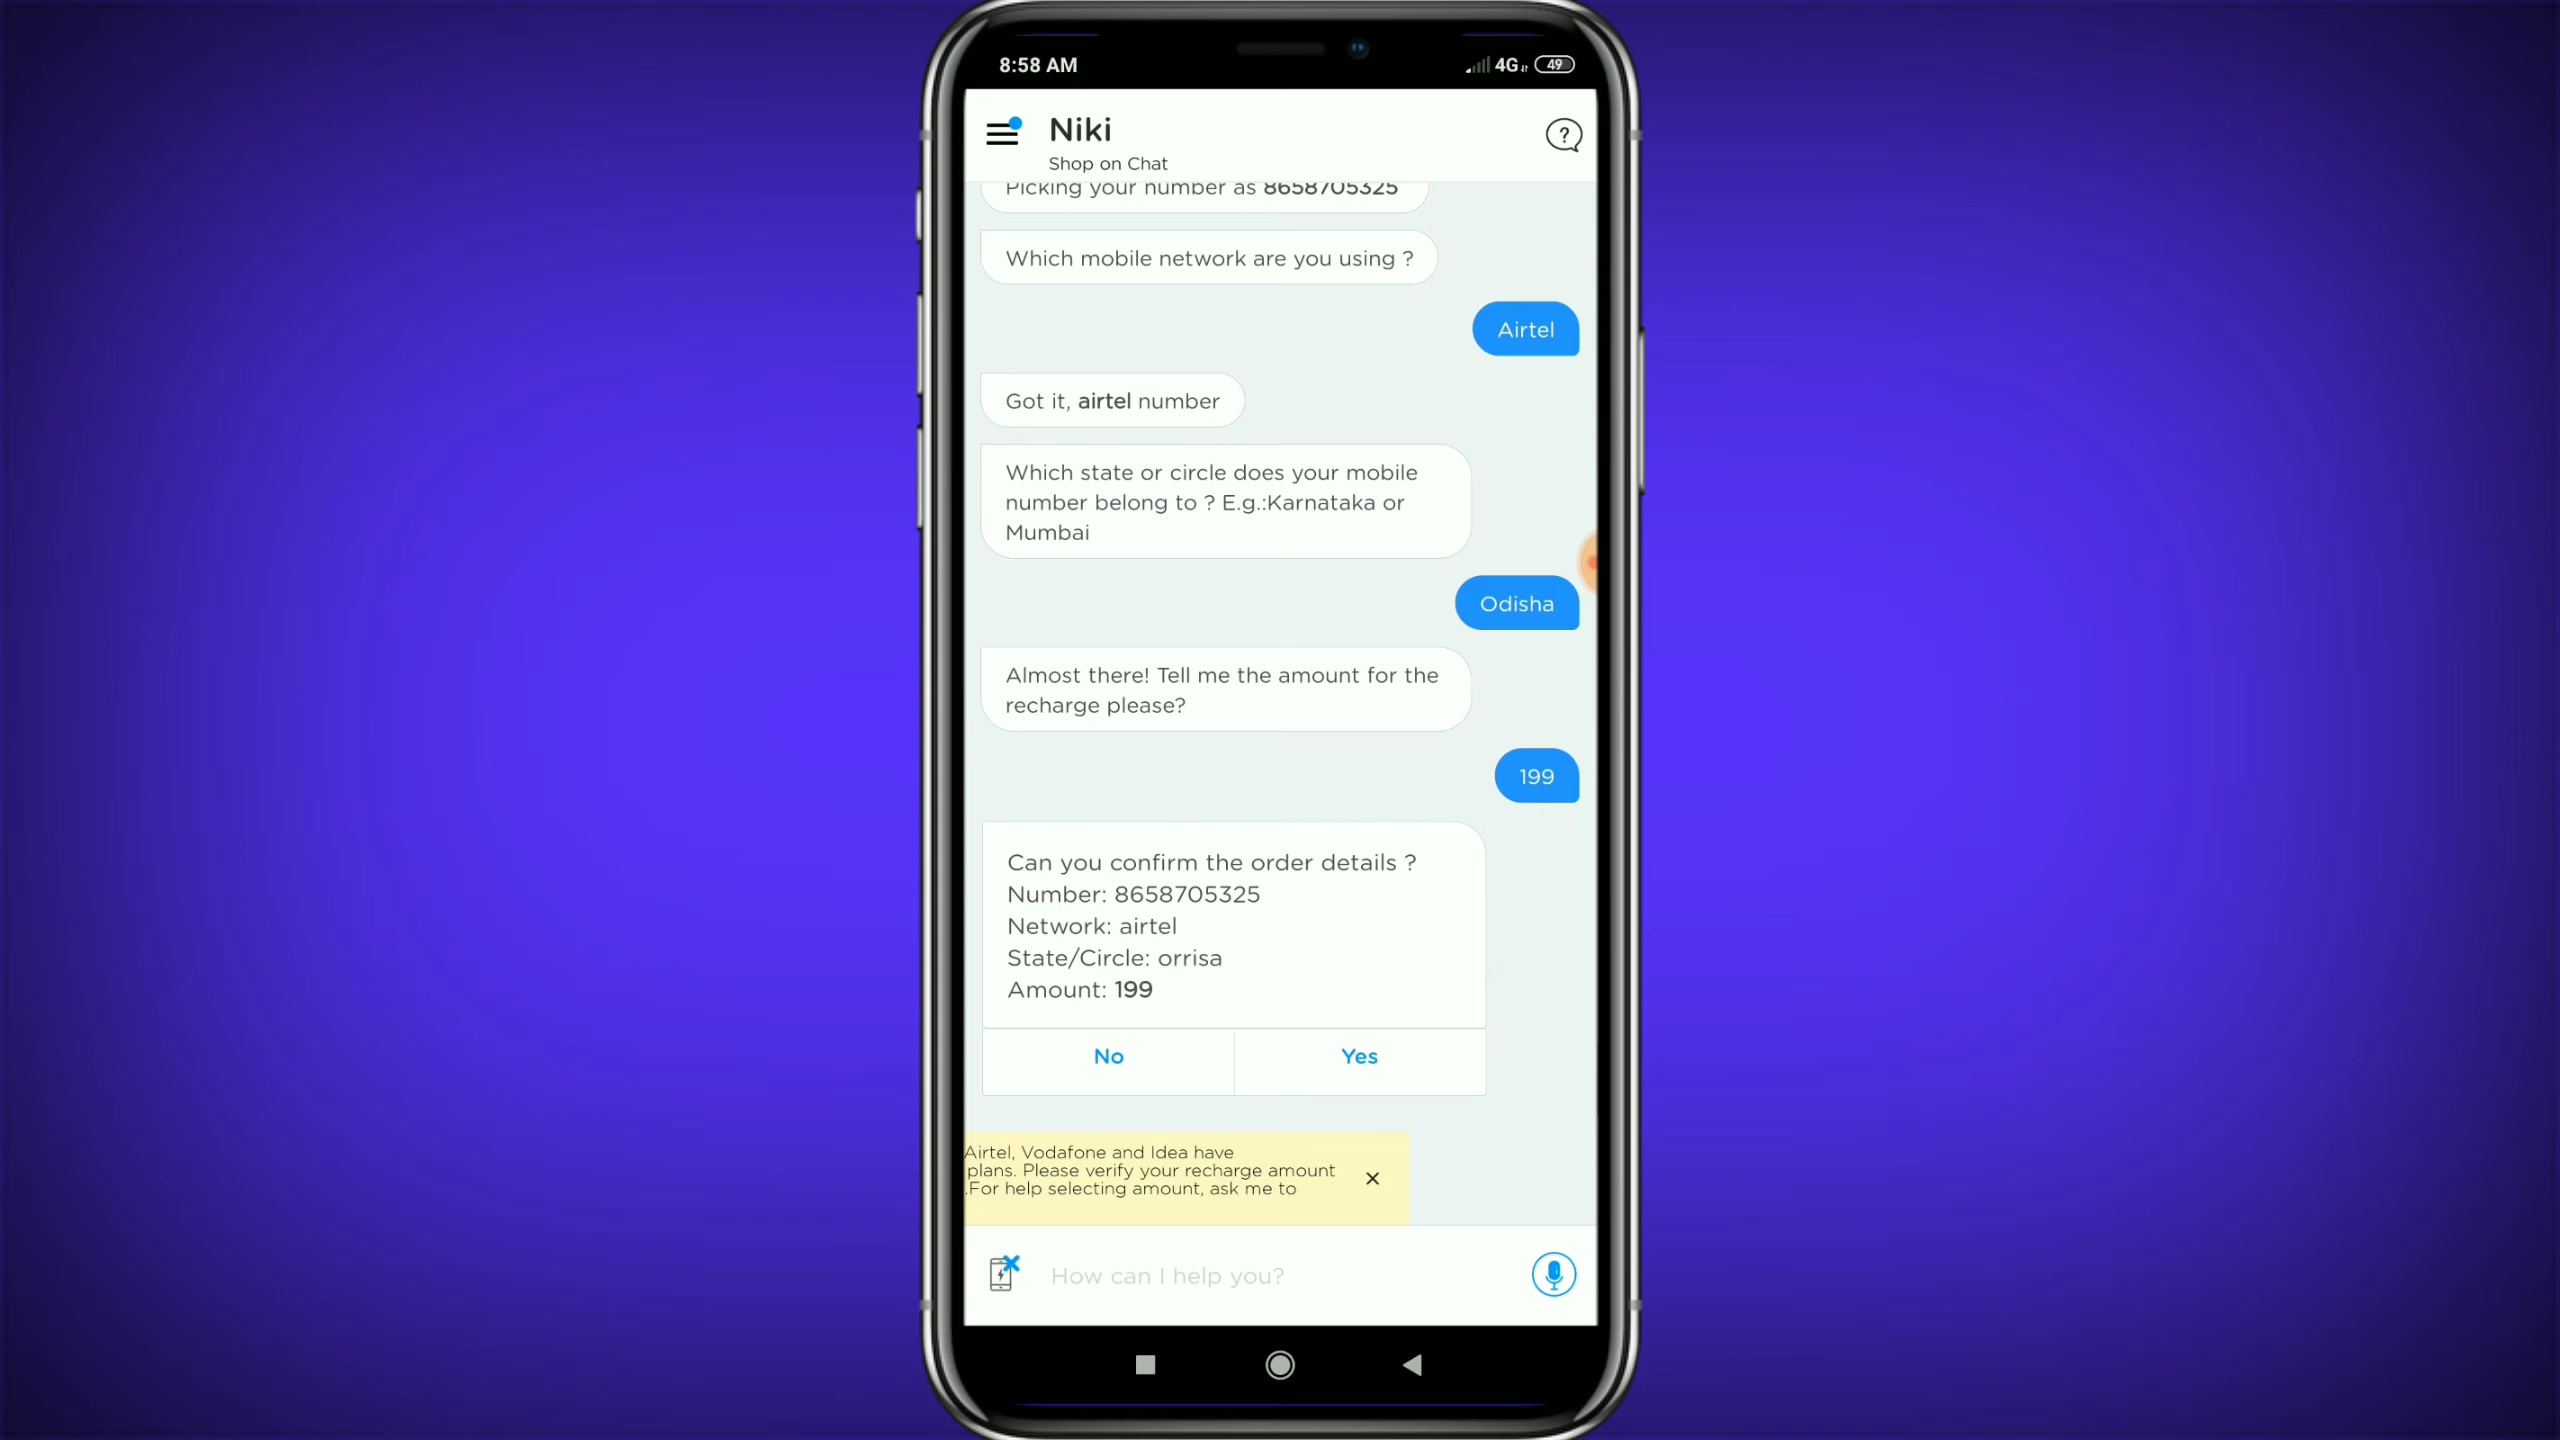 8:58 AM
4G
49
Niki
Shop on Chat
?
Picking your number as 8658705325
Which mobile network are you using ?
Airtel
Got it, airtel number
Which state or circle does your mobile
number belong to ? E.g.:Karnataka or
Mumbai
Odisha
Almost there! Tell me the amount for the
recharge please?
199
Can you confirm the order details ?
Number: 8658705325
Network: airtel
State/Circle: orrisa
Amount: 199
No
Yes
Airtel, Vodafone and Idea have
plans. Please verify your recharge amount
.For help selecting amount, ask me to
How can I help you?